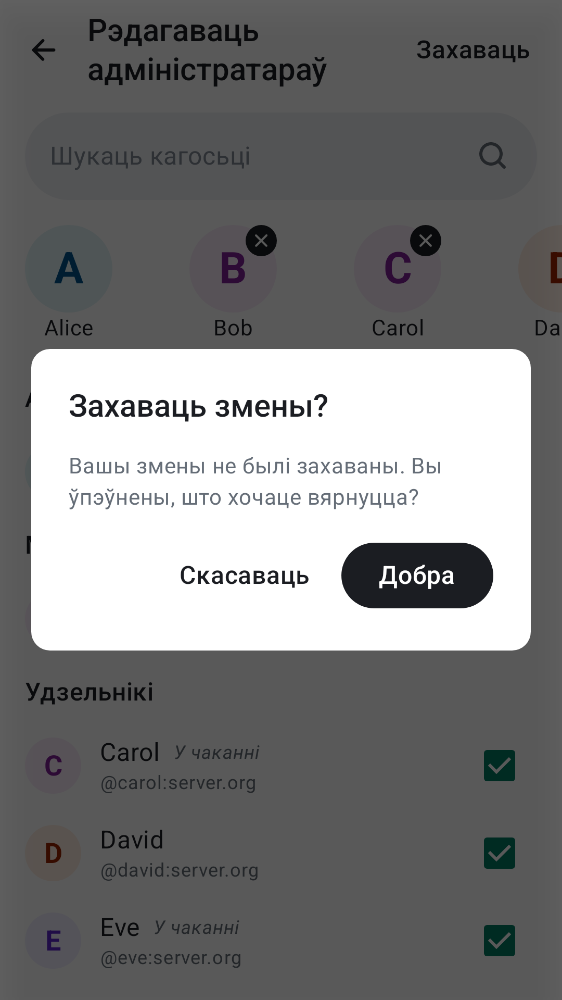 Рэдагаваць
адміністратараў
Захаваць
Шукаць кагосьці
A
B
C
Alice
Bob
Carol
Захаваць змены?
Вашы змены не былі захаваны. Вы
ўпэўнены, што хочаце вярнуцца?
Скасаваць
Добра
Удзельнікі
C
Carol У чаканні
@carol:server.org
D
David
@david:server.org
E
Eve У чаканні
@eve:server.org